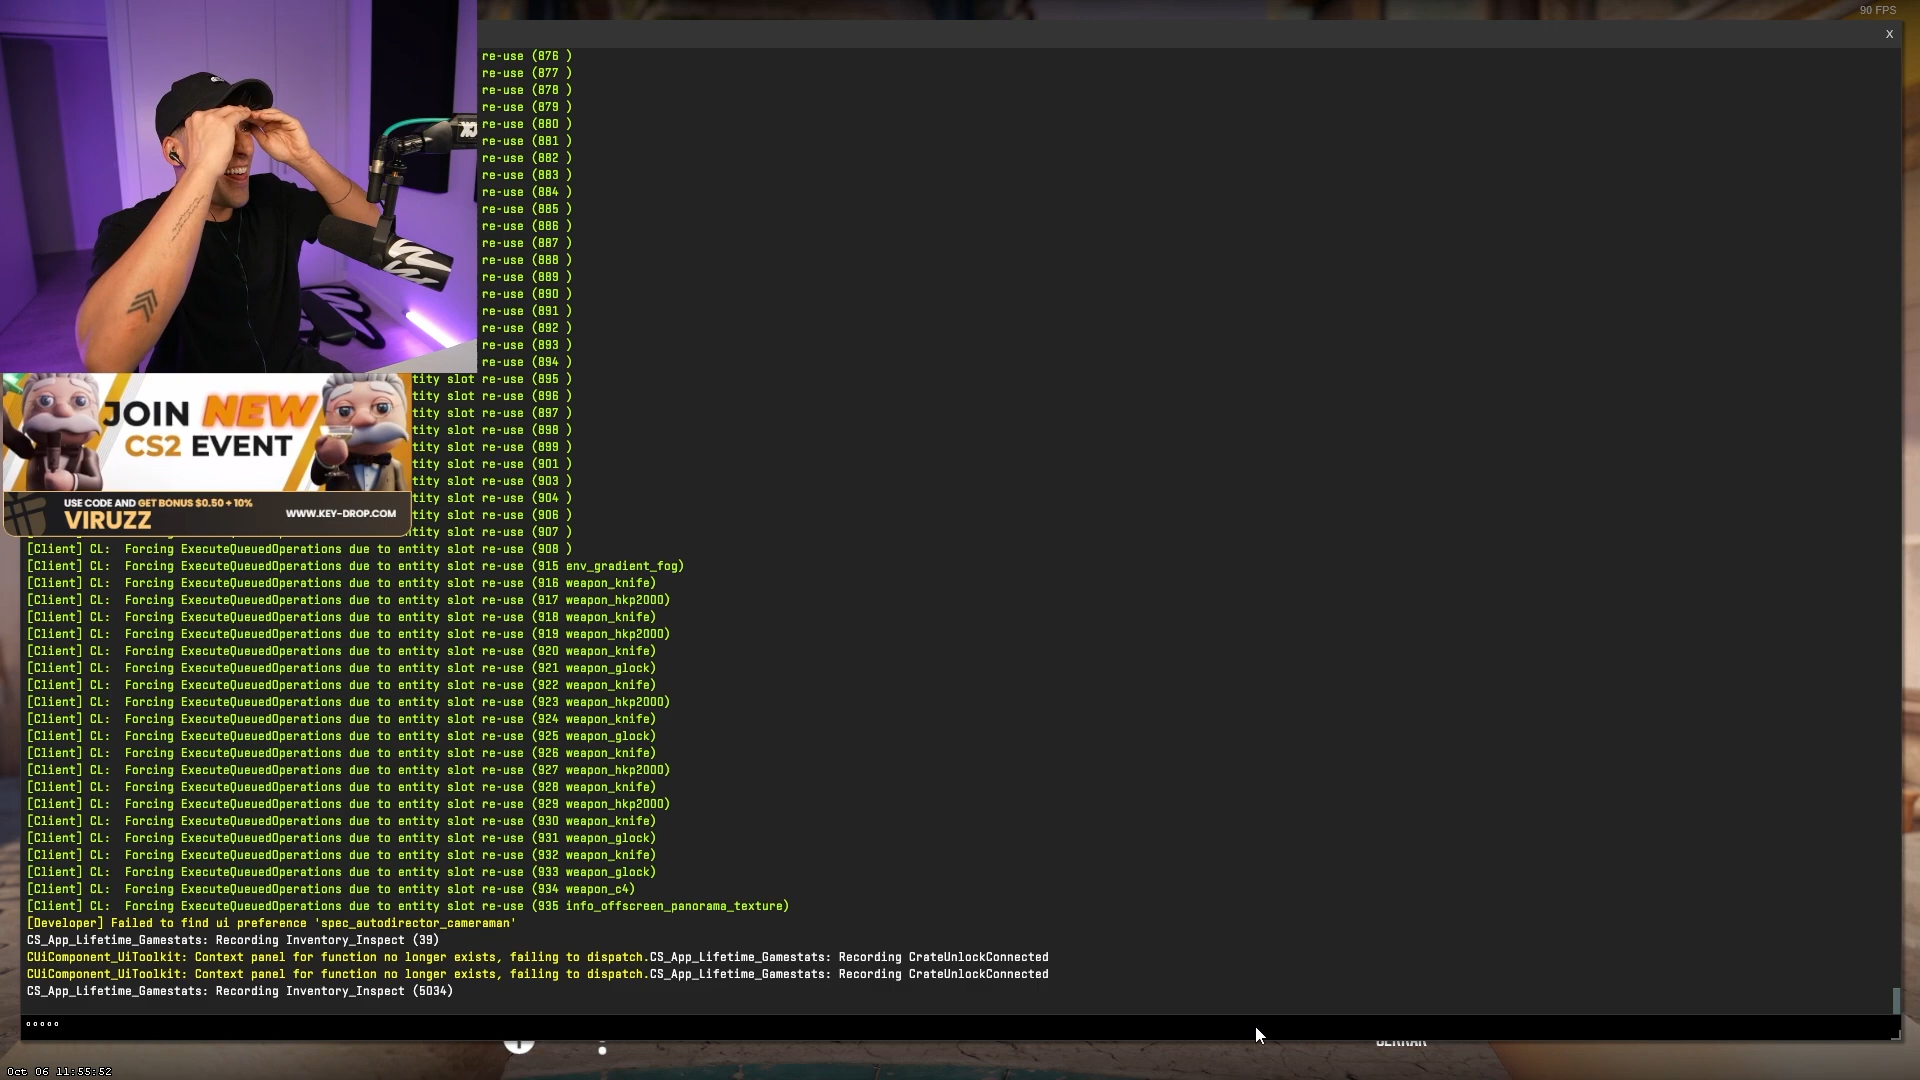 90 FPS
X
re-use (876 )
re-use (877 )
re-use (878 )
re-use (879 )
re-use (880 )
re-use (881 )
re-use (882 )
re-use (883 )
re-use (884 )
re-use (885 )
re-use (886 )
re-use (887 )
re-use (888 )
re-use (889 )
re-use (890 )
re-use (891 )
re-use (892 )
re-use (893 )
re-use (894 )
tity slot re-use (895 )
tity slot re-use (896 )
tity slot re-use (897 )
tity slot re-use (898 )
tity slot re-use (899 )
tity slot re-use (901 )
tity slot re-use (903 )
tity slot re-use (904 )
tity slot re-use (906 )
ntity slot re-use (907 )
JOIN NEW
CS2 EVENT
USE CODE AND GET BONUS $0.50 + 10%
VIRUZZ
WWW.KEY-DROP.COM
[Client] CL:  Forcing ExecuteQueuedOperations due to entity slot re-use (908 )
[Client] CL:  Forcing ExecuteQueuedOperations due to entity slot re-use (915 env_gradient_fog)
[Client] CL:  Forcing ExecuteQueuedOperations due to entity slot re-use (916 weapon_knife)
[Client] CL:  Forcing ExecuteQueuedOperations due to entity slot re-use (917 weapon_hkp2000)
[Client] CL:  Forcing ExecuteQueuedOperations due to entity slot re-use (918 weapon_knife)
[Client] CL:  Forcing ExecuteQueuedOperations due to entity slot re-use (919 weapon_hkp2000)
[Client] CL:  Forcing ExecuteQueuedOperations due to entity slot re-use (920 weapon_knife)
[Client] CL:  Forcing ExecuteQueuedOperations due to entity slot re-use (921 weapon_glock)
[Client] CL:  Forcing ExecuteQueuedOperations due to entity slot re-use (922 weapon_knife)
[Client] CL:  Forcing ExecuteQueuedOperations due to entity slot re-use (923 weapon_hkp2000)
[Client] CL:  Forcing ExecuteQueuedOperations due to entity slot re-use (924 weapon_knife)
[Client] CL:  Forcing ExecuteQueuedOperations due to entity slot re-use (925 weapon_glock)
[Client] CL:  Forcing ExecuteQueuedOperations due to entity slot re-use (926 weapon_knife)
[Client] CL:  Forcing ExecuteQueuedOperations due to entity slot re-use (927 weapon_hkp2000)
[Client] CL:  Forcing ExecuteQueuedOperations due to entity slot re-use (928 weapon_knife)
[Client] CL:  Forcing ExecuteQueuedOperations due to entity slot re-use (929 weapon_hkp2000)
[Client] CL:  Forcing ExecuteQueuedOperations due to entity slot re-use (930 weapon_knife)
[Client] CL:  Forcing ExecuteQueuedOperations due to entity slot re-use (931 weapon_glock)
[Client] CL:  Forcing ExecuteQueuedOperations due to entity slot re-use (932 weapon_knife)
[Client] CL:  Forcing ExecuteQueuedOperations due to entity slot re-use (933 weapon_glock)
[Client] CL:  Forcing ExecuteQueuedOperations due to entity slot re-use (934 weapon_c4)
[Client] CL:  Forcing ExecuteQueuedOperations due to entity slot re-use (935 info_offscreen_panorama_texture)
[Developer] Failed to find ui preference 'spec_autodirector_cameraman'
CS_App_Lifetime_Gamestats: Recording Inventory_Inspect (39)
CUiComponent_UiToolkit: Context panel for function no longer exists, failing to dispatch.CS_App_Lifetime_Gamestats: Recording CrateUnlockConnected
CUiComponent_UiToolkit: Context panel for function no longer exists, failing to dispatch.CS_App_Lifetime_Gamestats: Recording CrateUnlockConnected
CS_App_Lifetime_Gamestats: Recording Inventory_Inspect (5034)
ººººº
Oct 06 11:55:52